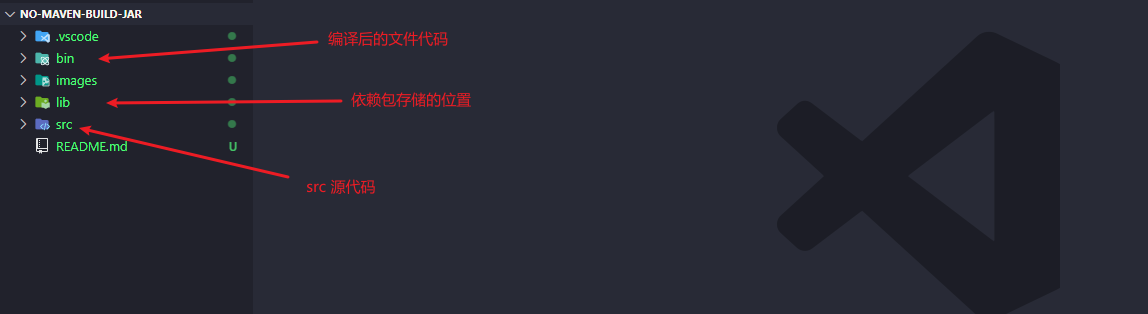 NO-MAVEN-BUILD-JAR
.vscode
编译后的文件代码
bin
images
lib
依赖包存储的位置
src
README.md U
src 源代码